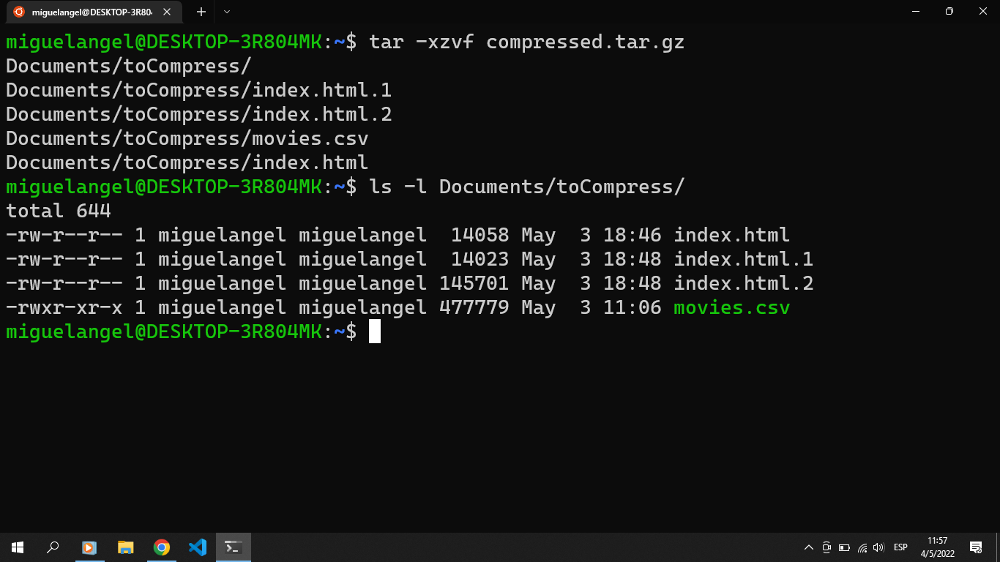 miguelangel@DESKTOP-3R80
miguelangel@DESKTOP-3R804MK:~$ tar -xzvf compressed.tar.gz
Documents/toCompress/
Documents/toCompress/index.html.1
Documents/toCompress/index.html.2
Documents/toCompress/movies.csv
Documents/toCompress/index.html
miguelangel@DESKTOP-3R804MK:~$ ls -l Documents/toCompress/
total 644
-rw-r--r-- 1 miguelangel miguelangel  14058 May  3 18:46 index.html
-rw-r--r-- 1 miguelangel miguelangel  14023 May  3 18:48 index.html.1
-rw-r--r-- 1 miguelangel miguelangel 145701 May  3 18:48 index.html.2
-rwxr-xr-x 1 miguelangel miguelangel 477779 May  3 11:06 movies.csv
miguelangel@DESKTOP-3R804MK:~$
ESP
11:57
4/5/2022